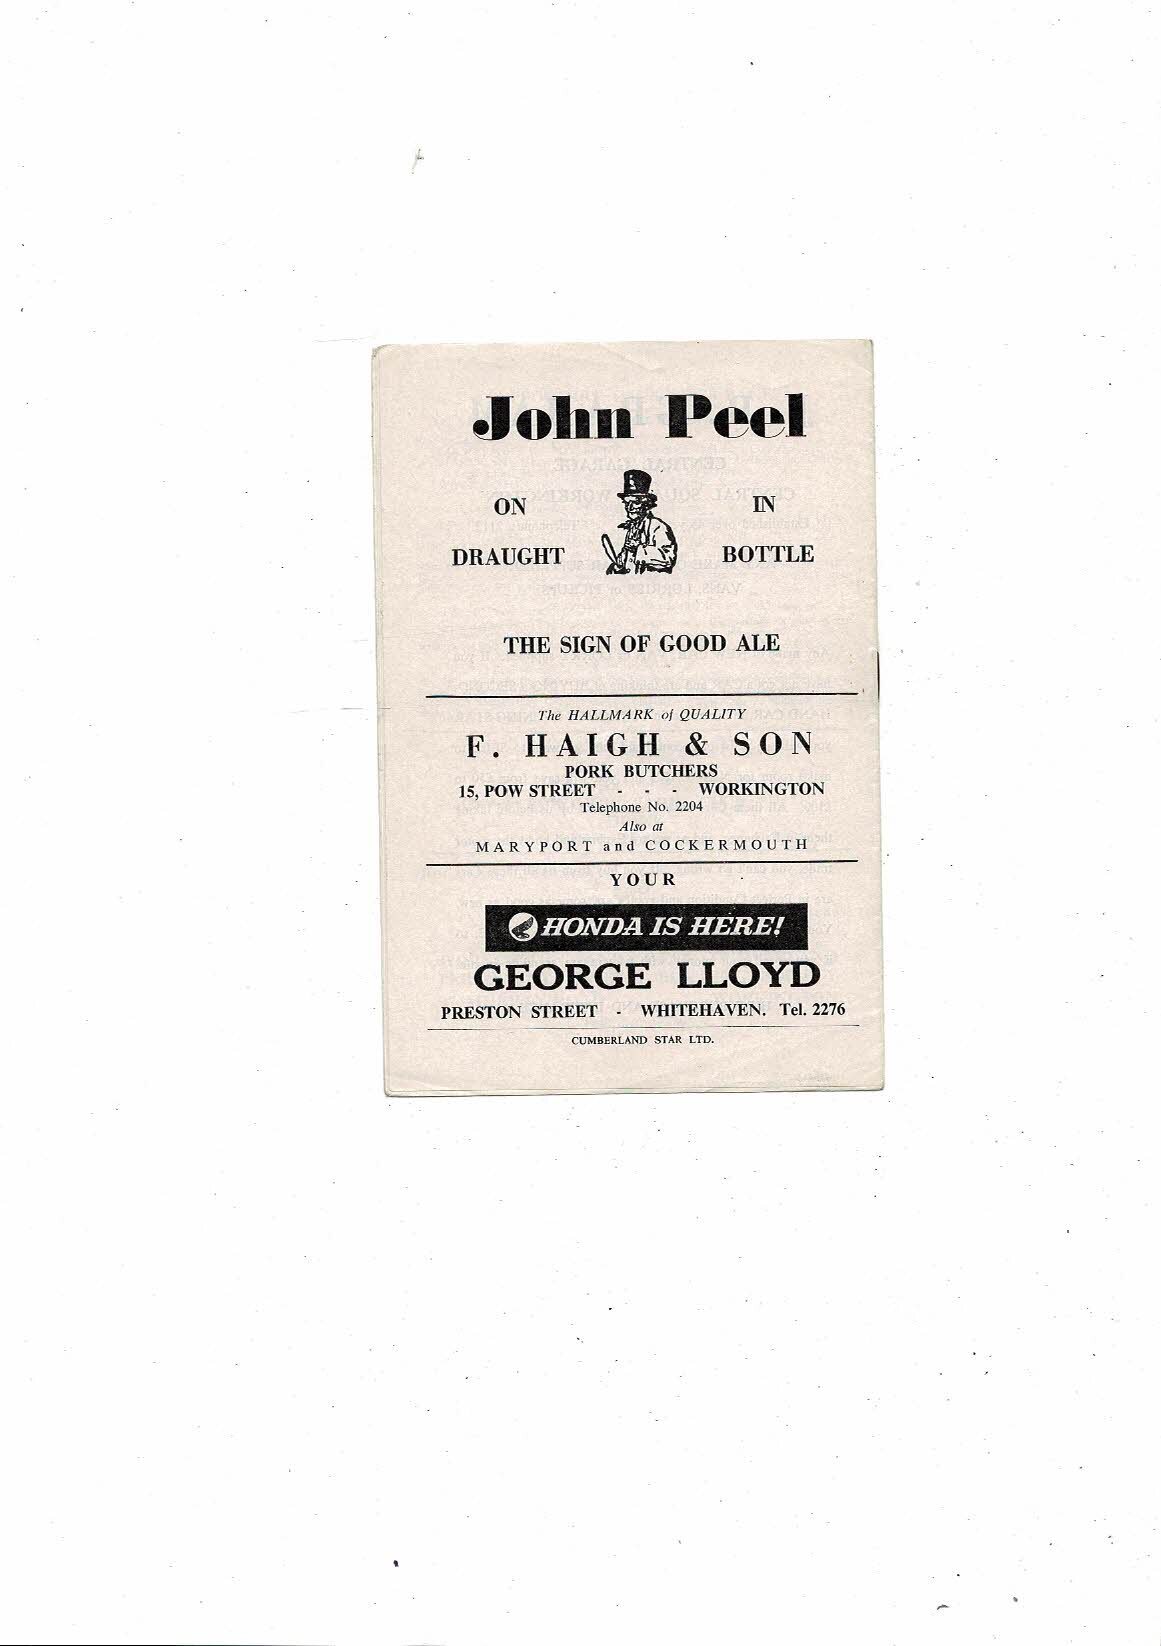 John Peel
ON IN
DRAUGHT BOTTLE
THE SIGN OF GOOD ALE
The HALLMARK of QUALITY
F. HAIGH & SON
PORK BUTCHERS
15, POW STREET - - - WORKINGTON
Telephone No. 2204
Also at
MARYPORT and COCKERMOUTH
YOUR
HONDA IS HERE!
GEORGE LLOYD
PRESTON STREET - WHITEHAVEN. Tel. 2276
CUMBERLAND STAR LTD.